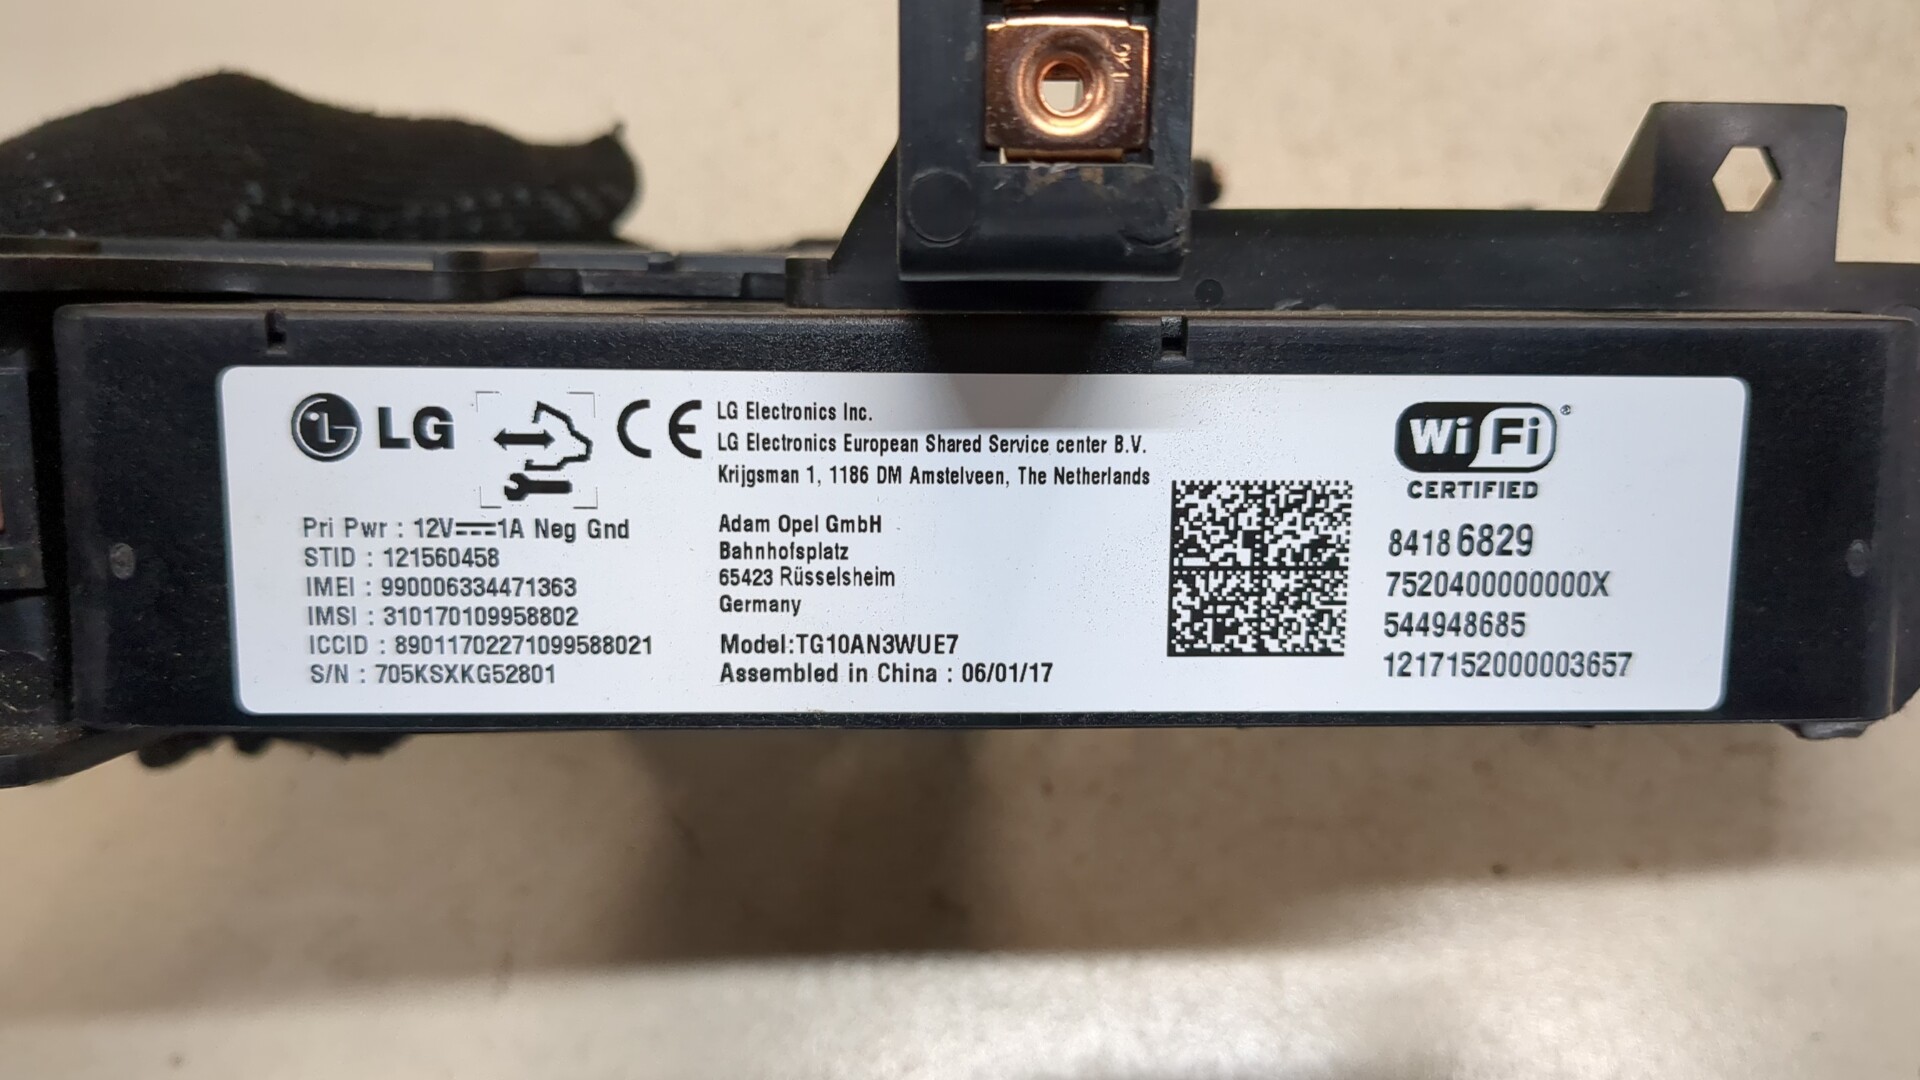 LG
CE
LG Electronics Inc.
LG Electronics European Shared Service center B.V.
Krijgsman 1, 1186 DM Amstelveen, The Netherlands
Pri Pwr : 12V⎓1A Neg Gnd
STID : 121560458
IMEI : 990006334471363
IMSI : 310170109958802
ICCID : 89011702271099588021
S/N : 705KSXKG52801
Adam Opel GmbH
Bahnhofsplatz
65423 Rüsselsheim
Germany
Model:TG10AN3WUE7
Assembled in China : 06/01/17
Wi Fi ®
CERTIFIED
84186829
7520400000000X
544948685
1217152000003657